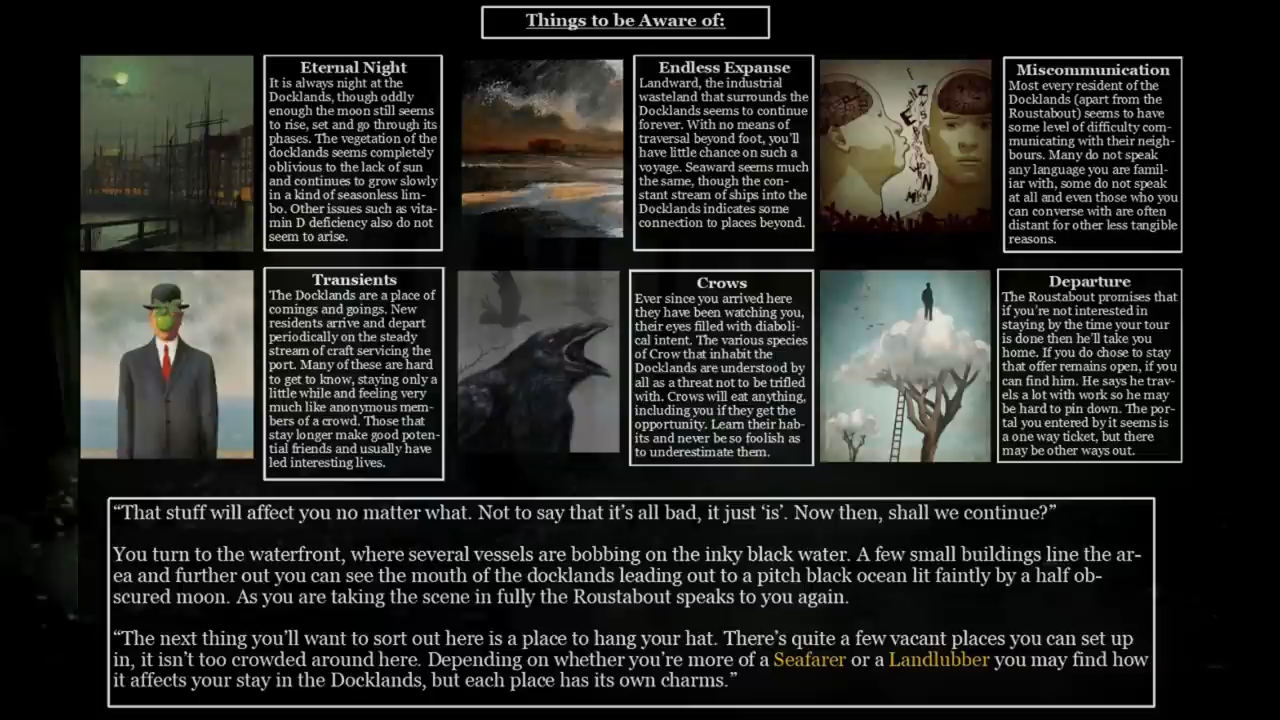 Things to be Aware of:
Eternal Night
It is always night at the
Docklands, though oddly
enough the moon still seems
to rise, set and go through its
phases. The vegetation of the
docklands seems completely
oblivious to the lack of sun
and continues to grow slowly
in a kind of seasonless lim-
bo. Other issues such as vita-
min D deficiency also do not
seem to arise.
Endless Expanse
Landward, the industrial
wasteland that surrounds the
Docklands seems to continue
forever. With no means of
traversal beyond foot, you'll
have little chance on such a
voyage. Seaward seems much
the same, though the con-
stant stream of ships into the
Docklands indicates some
connection to places beyond.
Miscommunication
Most every resident of the
Docklands (apart from the
Roustabout) seems to have
some level of difficulty com-
municating with their neigh-
bours. Many do not speak
any language you are famil-
iar with, some do not speak
at all and even those who you
can converse with are often
distant for other less tangible
reasons.
Transients
The Docklands are a place of
comings and goings. New
residents arrive and depart
periodically on the steady
stream of craft servicing the
port. Many of these are hard
to get to know, staying only a
little while and feeling very
much like anonymous mem-
bers of a crowd. Those that
stay longer make good poten-
tial friends and usually have
led interesting lives.
Crows
Ever since you arrived here
they have been watching you,
their eyes filled with diaboli-
cal intent. The various species
of Crow that inhabit the
Docklands are understood by
all as a threat not to be trifled
with. Crows will eat anything,
including you if they get the
opportunity. Learn their hab-
its and never be so foolish as
to underestimate them.
Departure
The Roustabout promises that
if you're not interested in
staying by the time your tour
is done then he'll take you
home. If you do chose to stay
that offer remains open, if you
can find him. He says he trav-
els a lot with work so he may
be hard to pin down. The por-
tal you entered by it seems is
a one way ticket, but there
may be other ways out.
“That stuff will affect you no matter what. Not to say that it's all bad, it just ‘is’. Now then, shall we continue?”
You turn to the waterfront, where several vessels are bobbing on the inky black water. A few small buildings line the ar-
ea and further out you can see the mouth of the docklands leading out to a pitch black ocean lit faintly by a half ob-
scured moon. As you are taking the scene in fully the Roustabout speaks to you again.
“The next thing you'll want to sort out here is a place to hang your hat. There's quite a few vacant places you can set up
in, it isn't too crowded around here. Depending on whether you're more of a Seafarer or a Landlubber you may find how
it affects your stay in the Docklands, but each place has its own charms.”